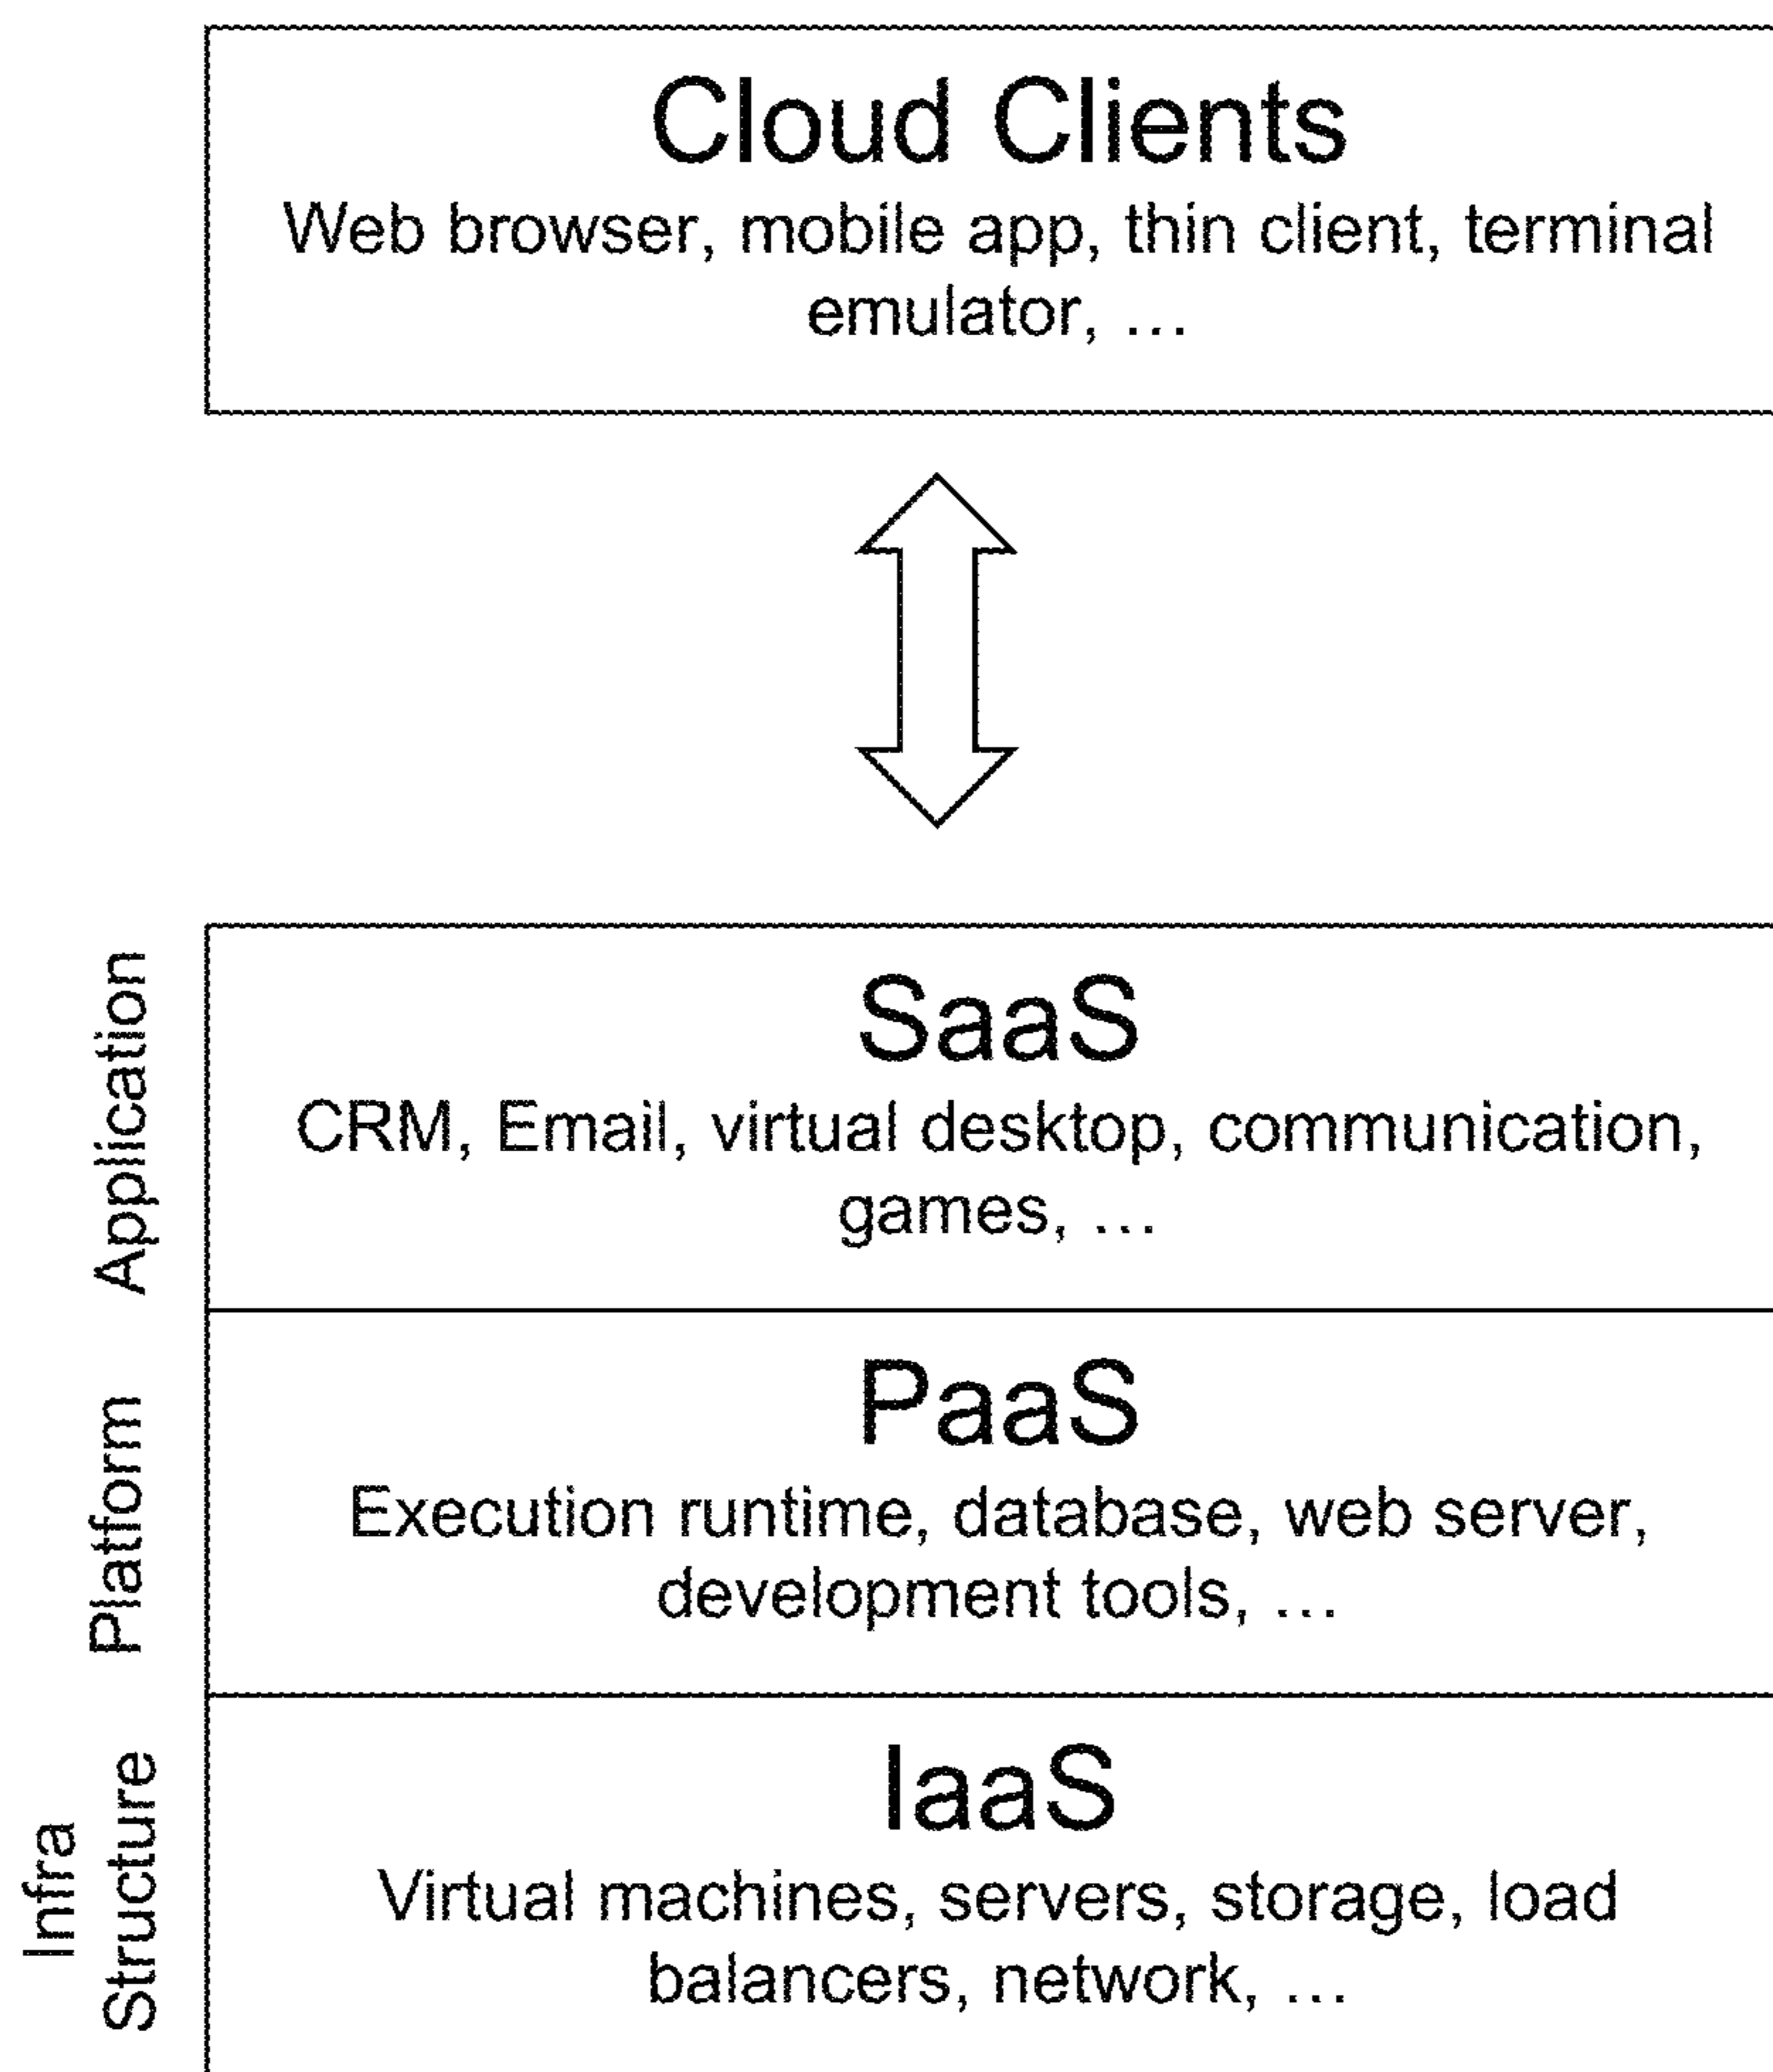 Cloud Clients
Web browser, mobile app, thin client, terminal
emulator, ...
Application
SaaS
CRM, Email, virtual desktop, communication,
games, ...
Platform
PaaS
Execution runtime, database, web server,
development tools, ...
Infra
Structure
IaaS
Virtual machines, servers, storage, load
balancers, network, ...